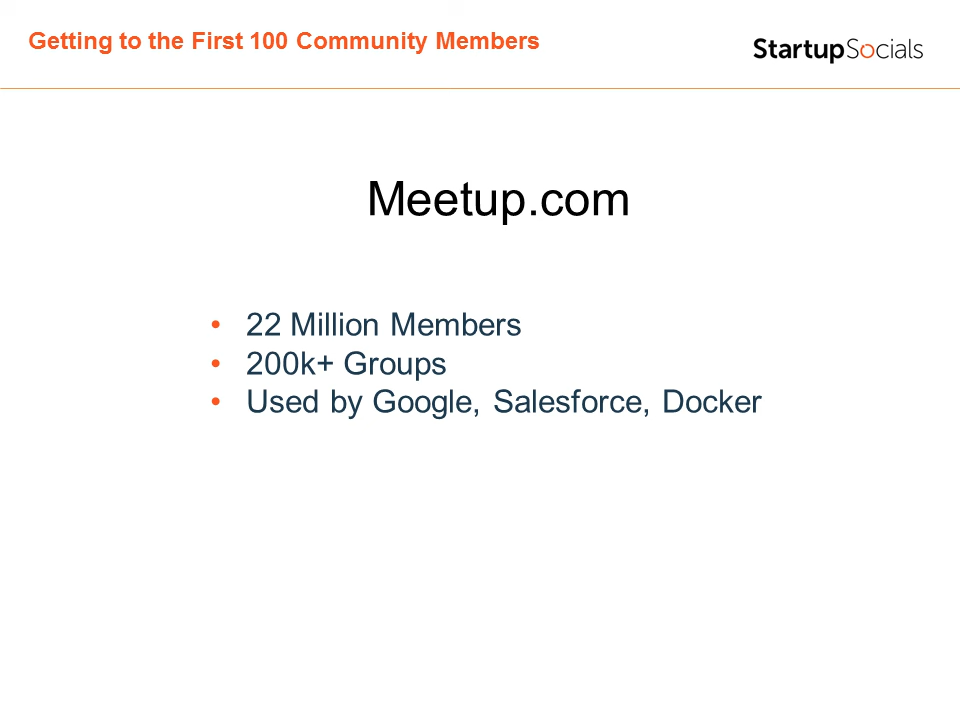 Getting to the First 100 Community Members
StartupSocials
Meetup.com
• 22 Million Members
• 200k+ Groups
• Used by Google, Salesforce, Docker